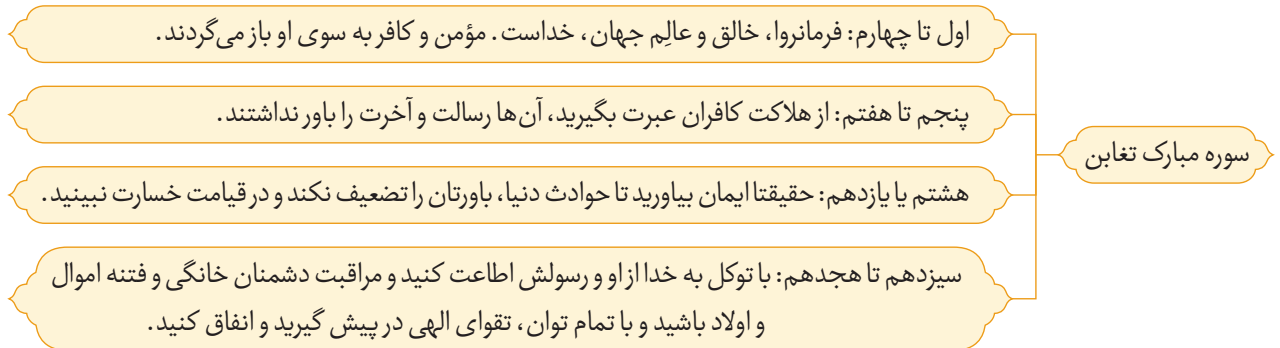 سوره مبارک تغابن
اول تا چهارم: فرمانروا، خالق و عالِم جهان، خداست. مؤمن و کافر به سوی او باز می‌گردند.
پنجم تا هفتم: از هلاکت کافران عبرت بگیرید، آن‌ها رسالت و آخرت را باور نداشتند.
هشتم یا یازدهم: حقیقتا ایمان بیاورید تا حوادث دنیا، باورتان را تضعیف نکند و در قیامت خسارت نبینید.
سیزدهم تا هجدهم: با توکل به خدا از او و رسولش اطاعت کنید و مراقبت دشمنان خانگی و فتنه اموال
و اولاد باشید و با تمام توان، تقوای الهی در پیش گیرید و انفاق کنید.